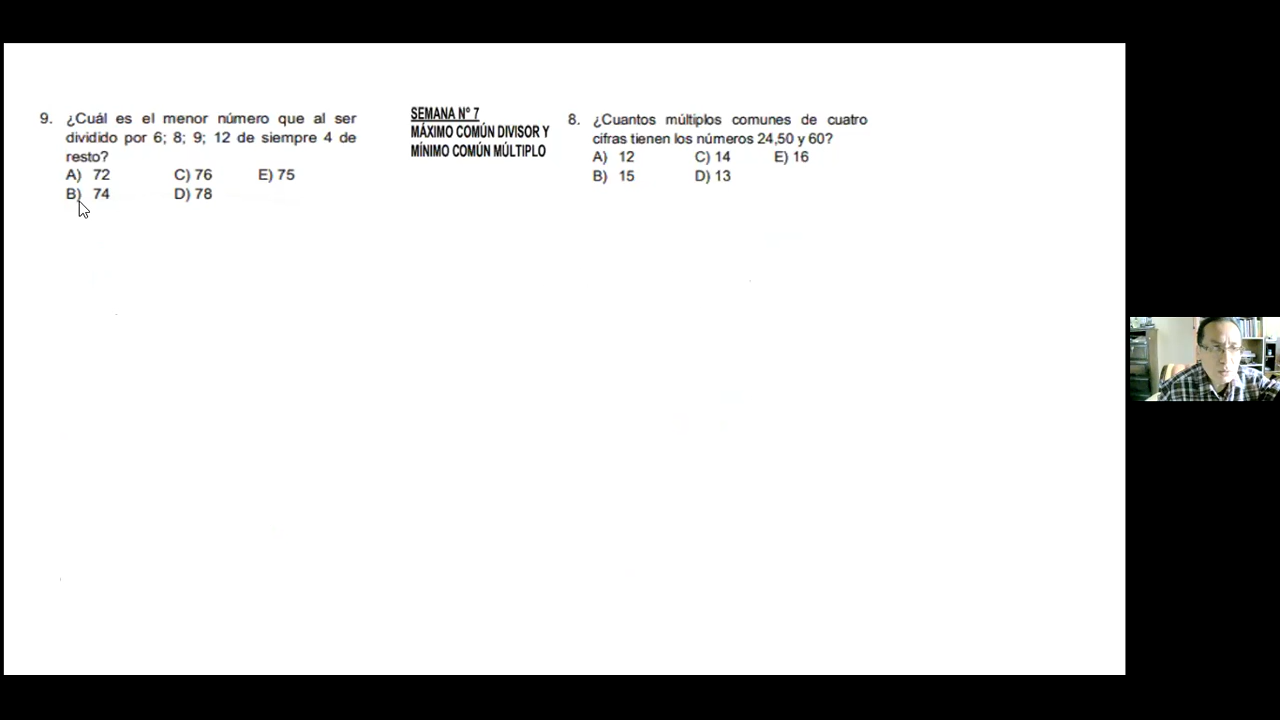 9. ¿Cuál es el menor número que al ser
dividido por 6; 8; 9; 12 de siempre 4 de
resto?
A) 72 C) 76 E) 75
B) 74 D) 78
SEMANA Nº 7
MÁXIMO COMÚN DIVISOR Y
MÍNIMO COMÚN MÚLTIPLO
8. ¿Cuantos múltiplos comunes de cuatro
cifras tienen los números 24,50 y 60?
A) 12 C) 14 E) 16
B) 15 D) 13